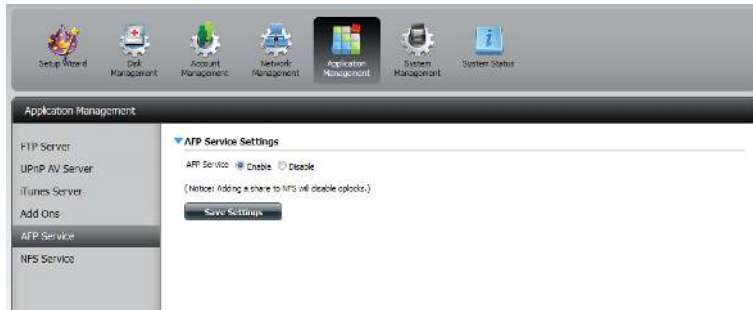 Setup Wizard
Disk Management
Account Management
Network Management
Application Management
System Management
System Status
Application Management
FTP Server
UPnP AV Server
iTunes Server
Add Ons
AFP Service
NFS Service
AFP Service Settings
AFP Service Enable Disable
(Notice: Adding a share to NFS will disable oplocks.)
Save Settings